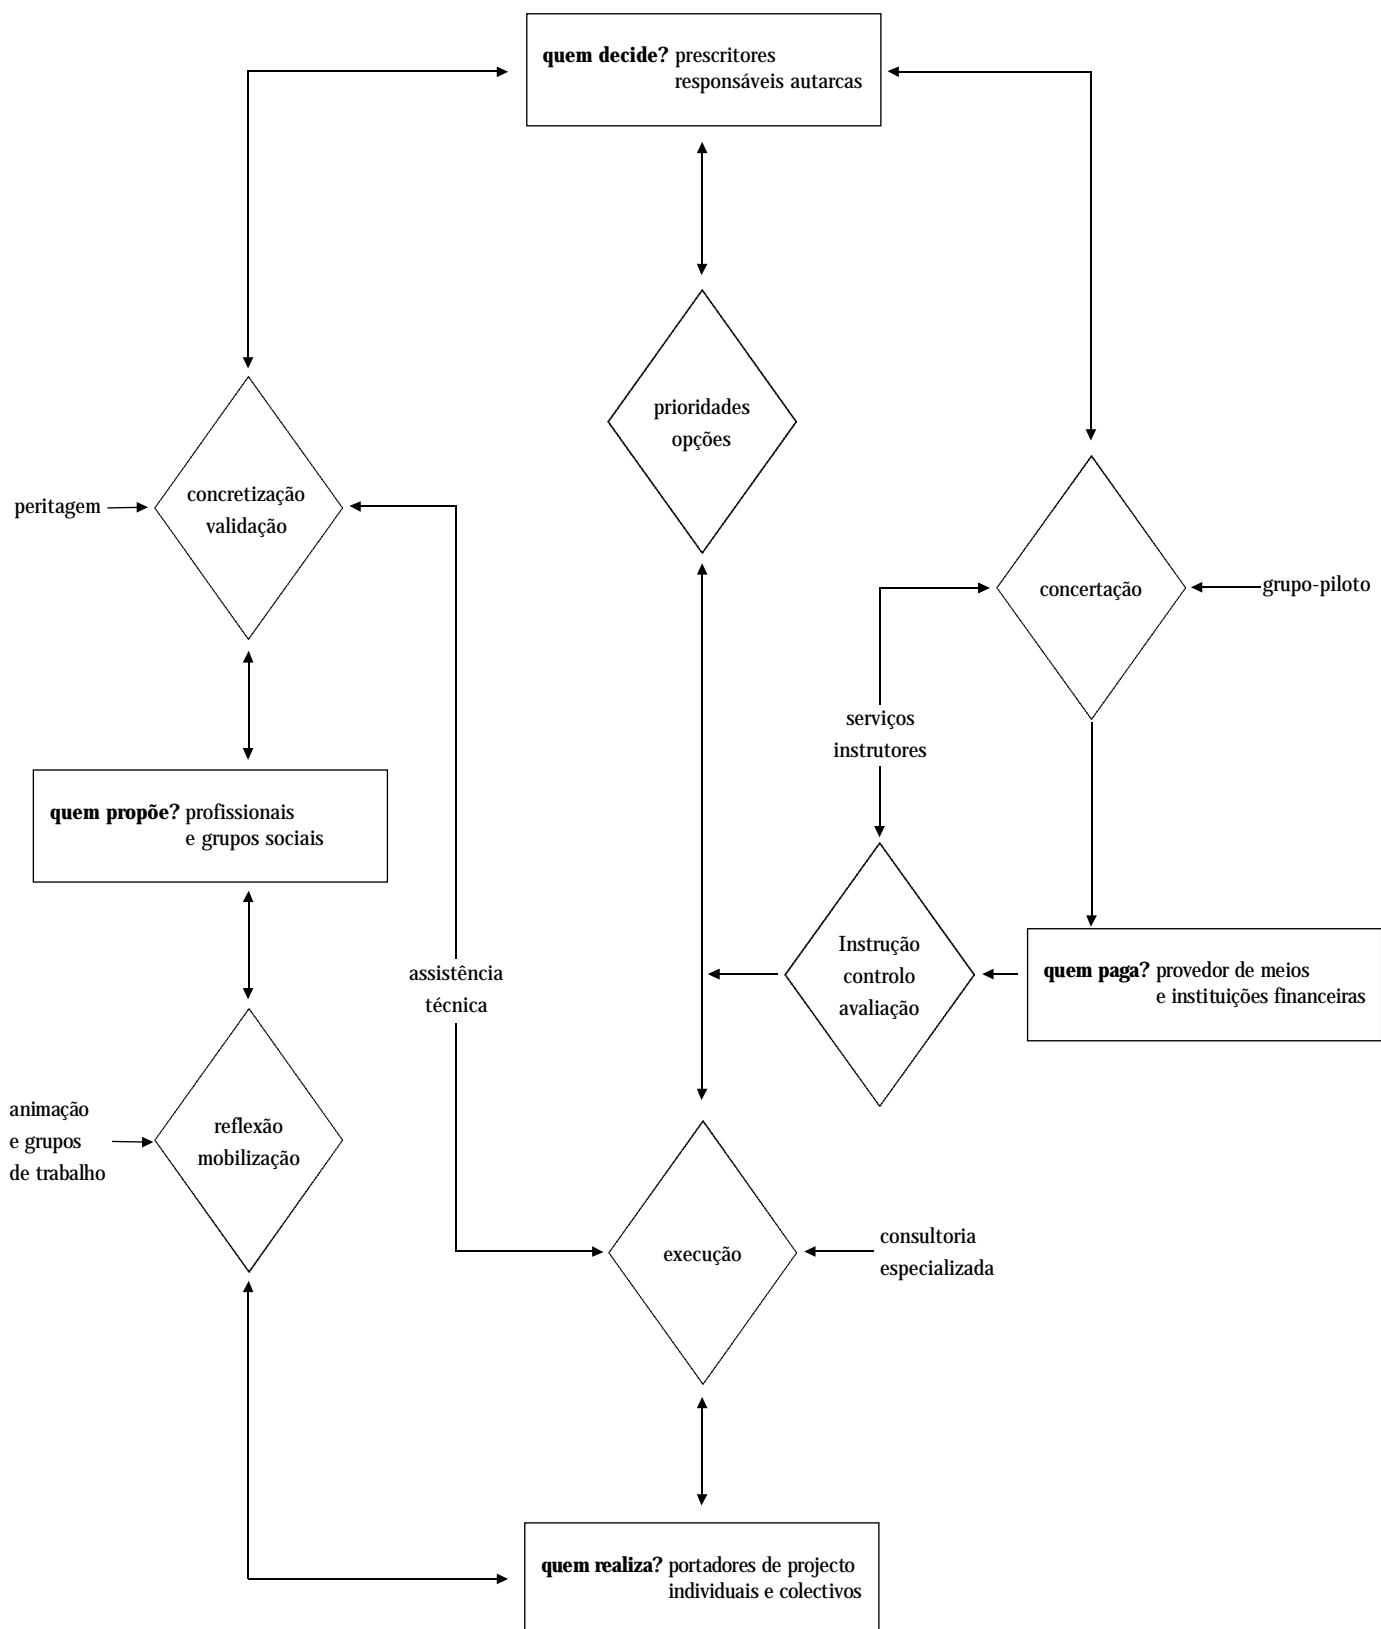 quem decide? prescritores
responsáveis autarcas
prioridades
opções
concretização
validação
peritagem
concertação
grupo-piloto
serviços
instrutores
quem propõe? profissionais
e grupos sociais
assistência
técnica
Instrução
controlo
avaliação
quem paga? provedor de meios
e instituições financeiras
animação
e grupos
de trabalho
reflexão
mobilização
execução
consultoria
especializada
quem realiza? portadores de projecto
individuais e colectivos